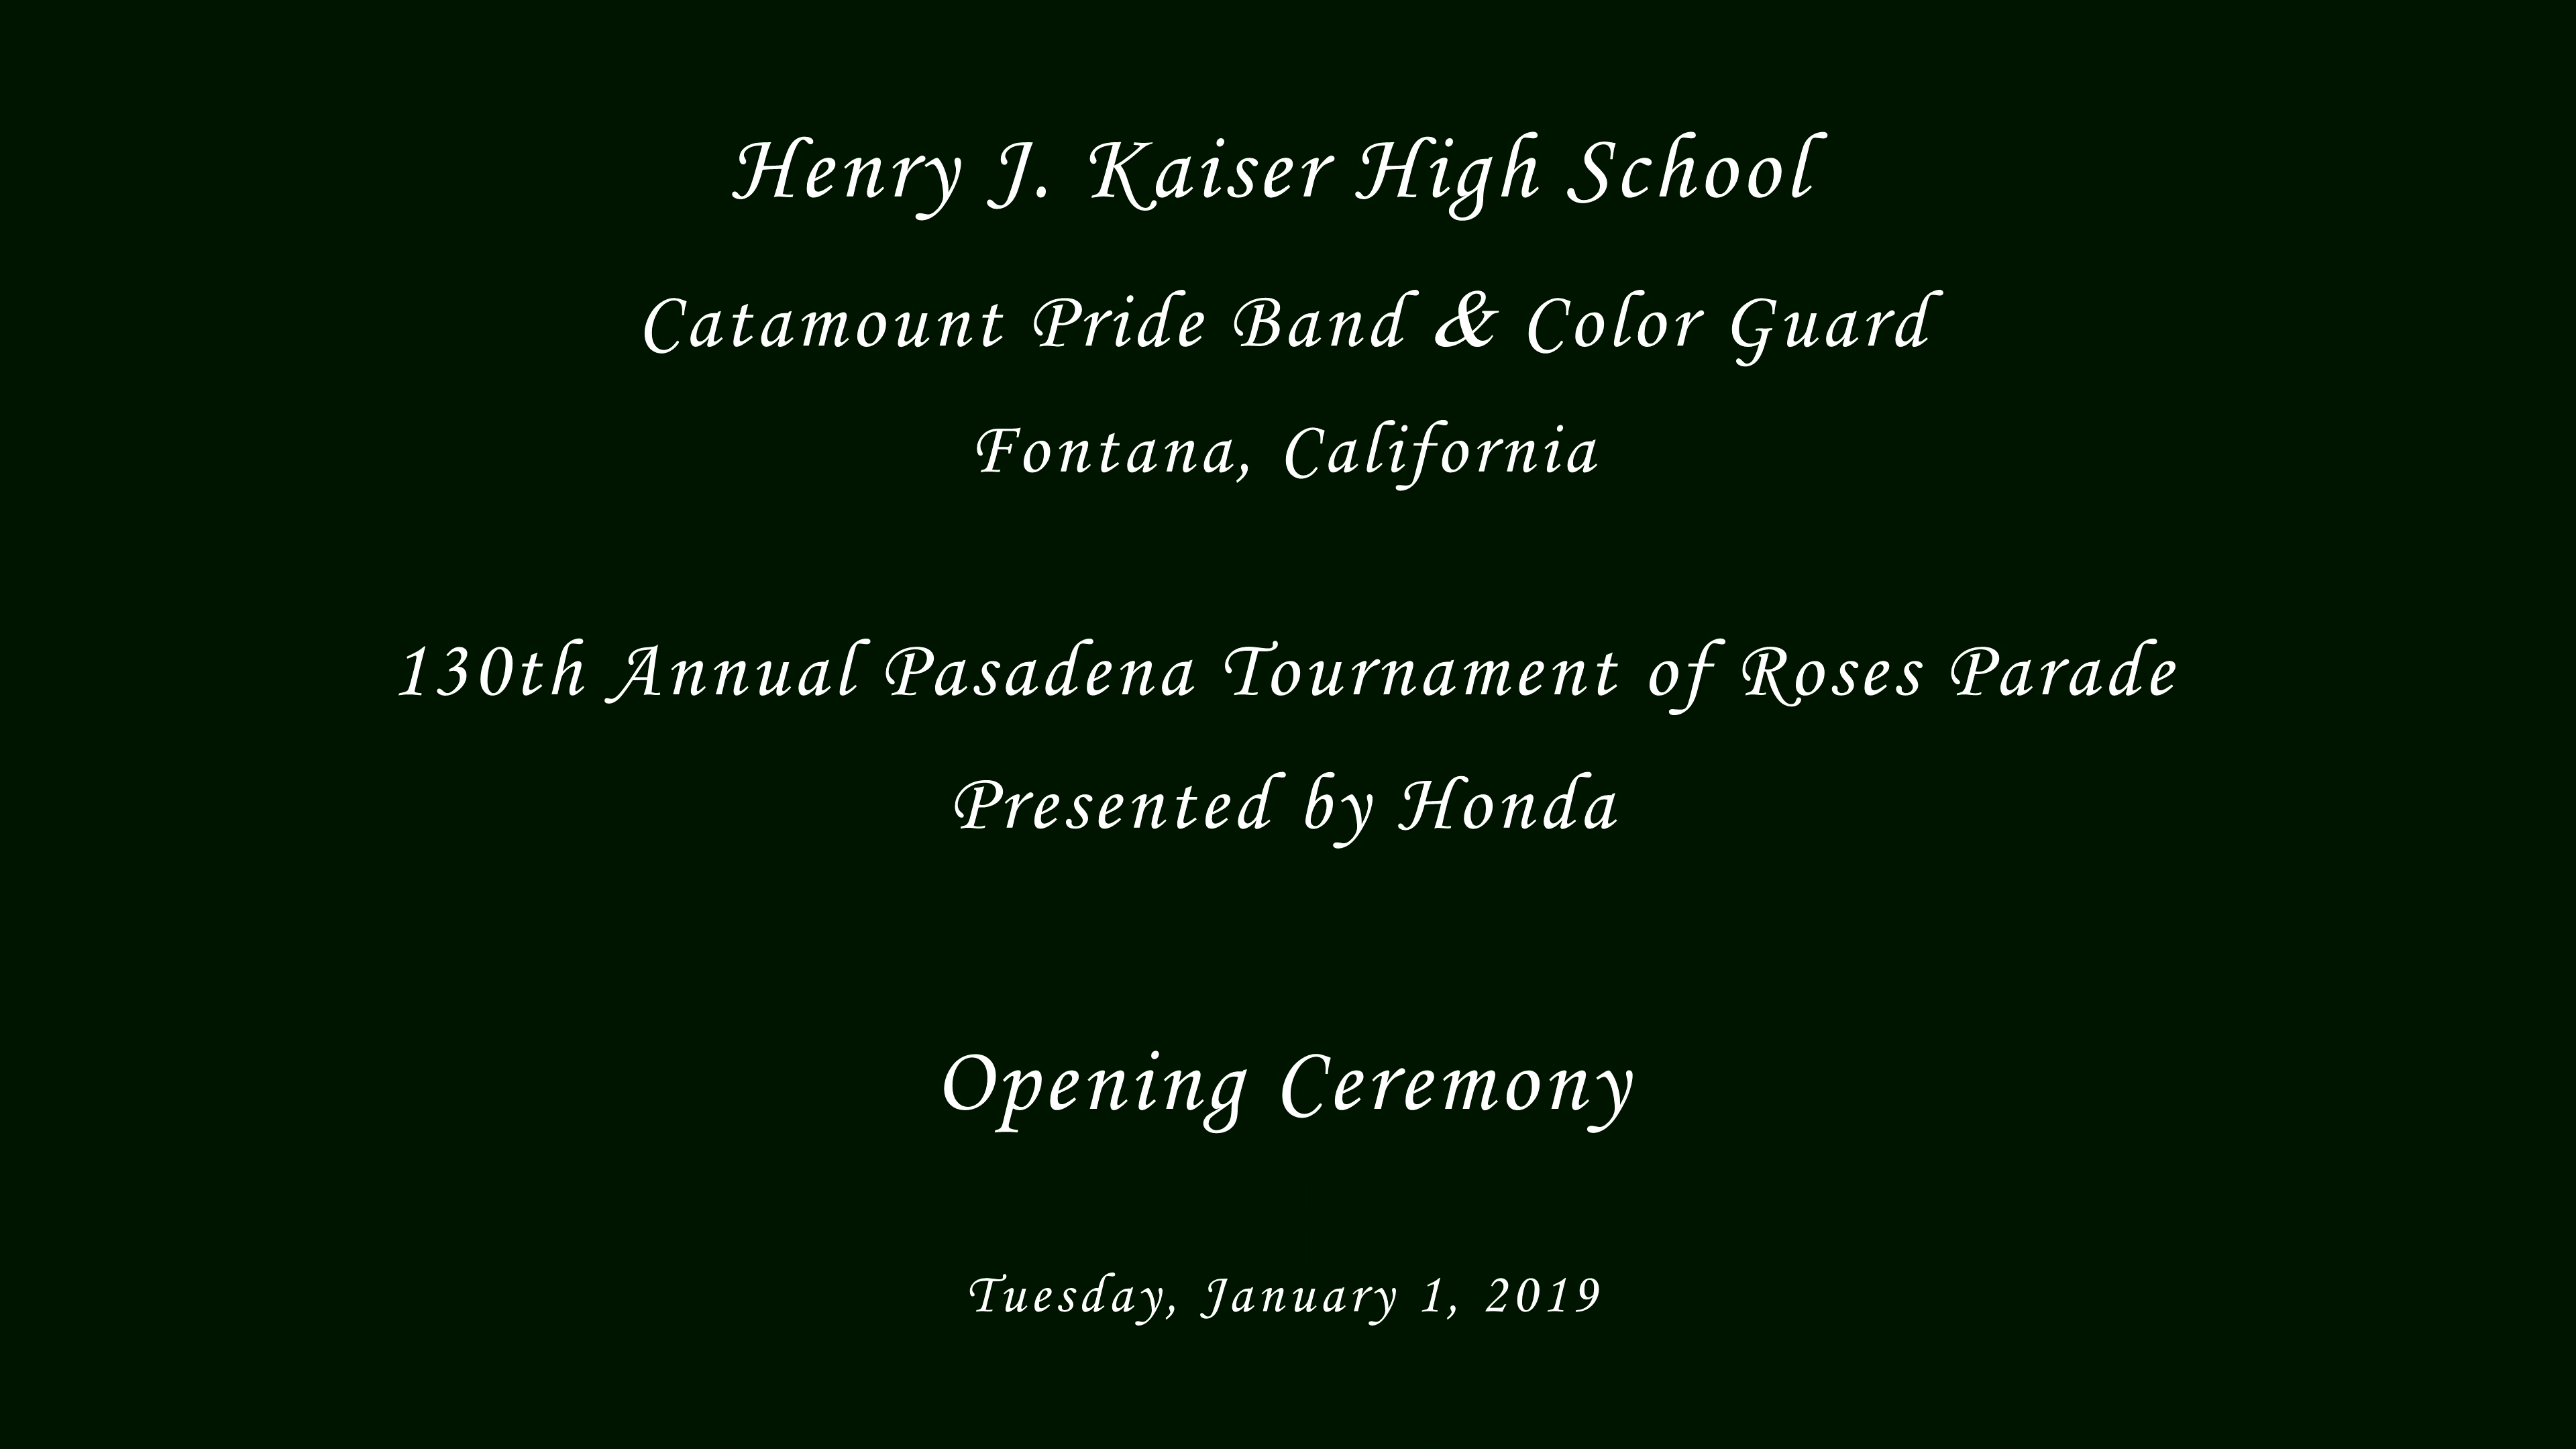 Henry J. Kaiser High School
Catamount Pride Band & Color Guard
Fontana, California
130th Annual Pasadena Tournament of Roses Parade
Presented by Honda
Opening Ceremony
Tuesday, January 1, 2019